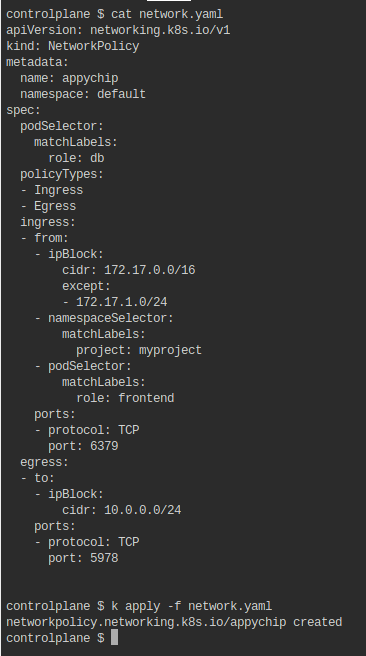 controlplane $ cat network.yaml
apiVersion: networking.k8s.io/v1
kind: NetworkPolicy
metadata:
  name: appychip
  namespace: default
spec:
  podSelector:
    matchLabels:
      role: db
  policyTypes:
  - Ingress
  - Egress
  ingress:
  - from:
    - ipBlock:
        cidr: 172.17.0.0/16
        except:
        - 172.17.1.0/24
    - namespaceSelector:
        matchLabels:
          project: myproject
    - podSelector:
        matchLabels:
          role: frontend
    ports:
    - protocol: TCP
      port: 6379
  egress:
  - to:
    - ipBlock:
        cidr: 10.0.0.0/24
    ports:
    - protocol: TCP
      port: 5978
controlplane $ k apply -f network.yaml
networkpolicy.networking.k8s.io/appychip created
controlplane $